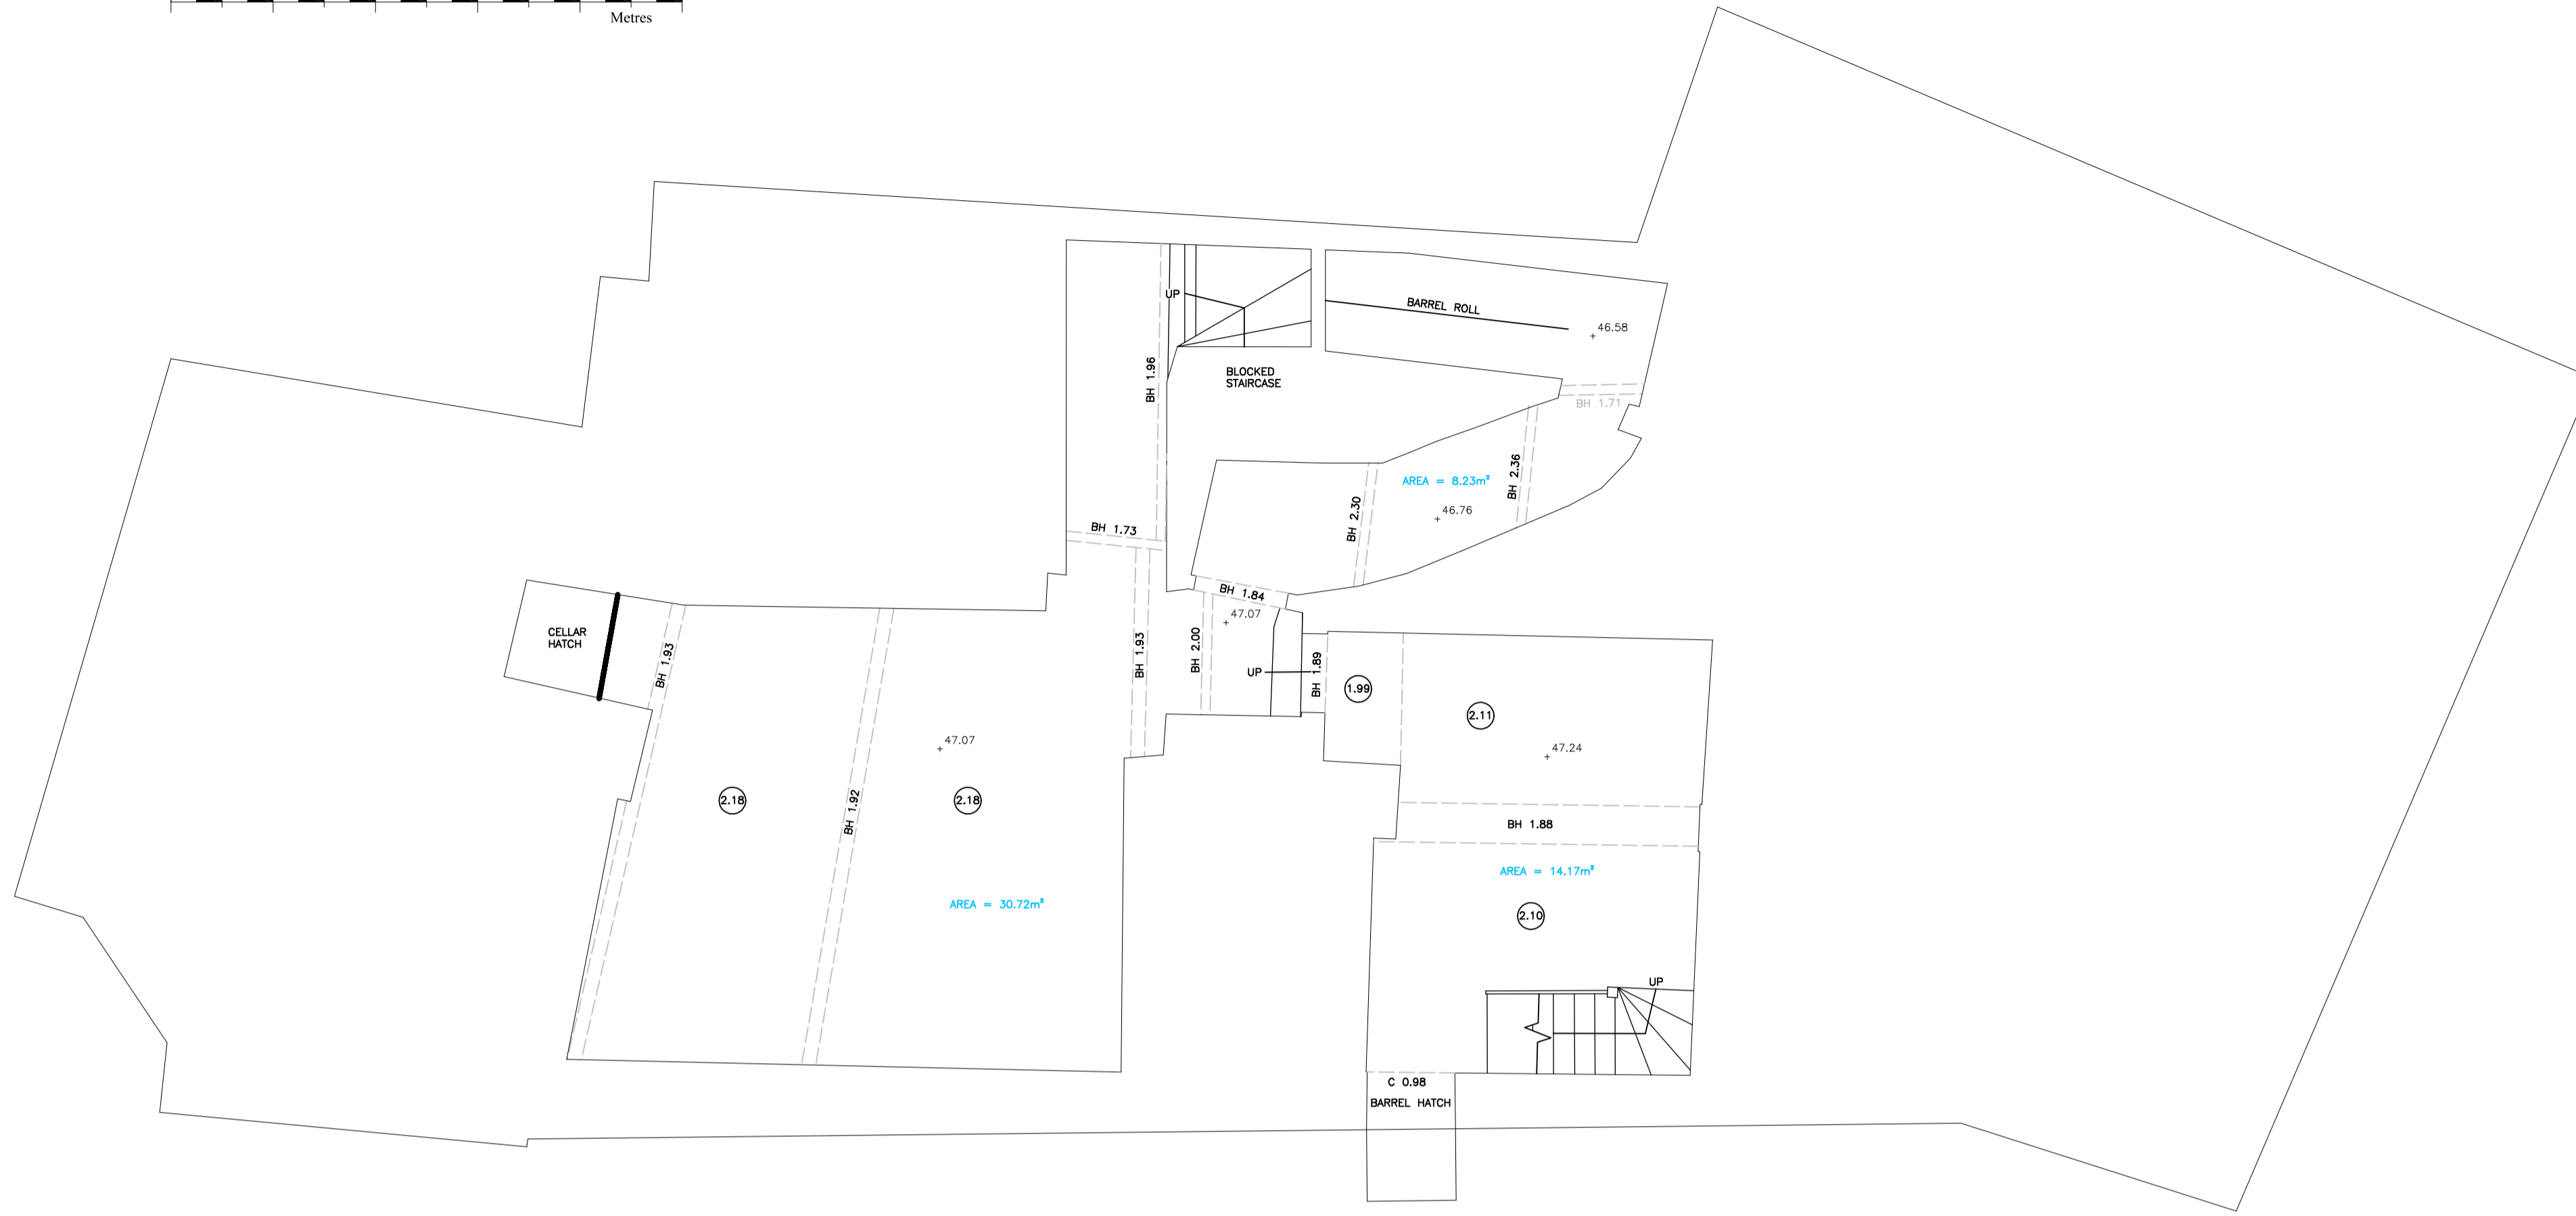 Metres
UP
BARREL ROLL
46.58
BH 1.96
BLOCKED
STAIRCASE
BH 1.71
BH 2.36
AREA = 8.23m²
46.76
BH 2.30
BH 1.73
BH 1.84
47.07
CELLAR
HATCH
BH 1.93
BH 1.93
BH 2.00
UP
BH 1.89
1.99
2.11
47.07
47.24
2.18
BH 1.92
2.18
BH 1.88
AREA = 14.17m²
AREA = 30.72m²
2.10
UP
C 0.98
BARREL HATCH